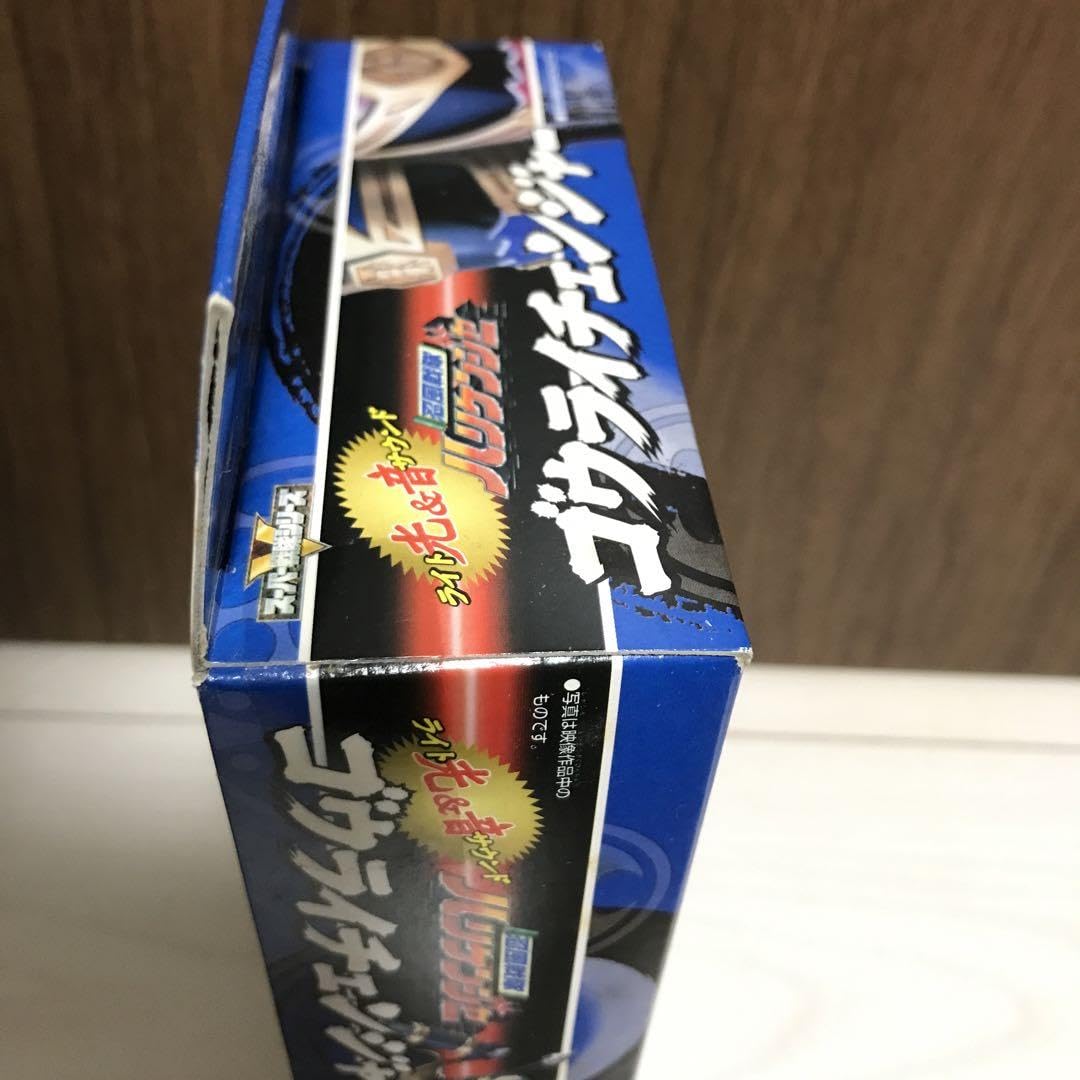 ゴウライチェンジャー
忍風戦隊
ハリケンジャー
ライト サウンド
光&音
スーパー戦隊シリーズ
●写真は映像作品中の
ものです。
ライト サウンド
光&音
忍風戦隊
ハリケンジャー
ゴウライチェンジャ